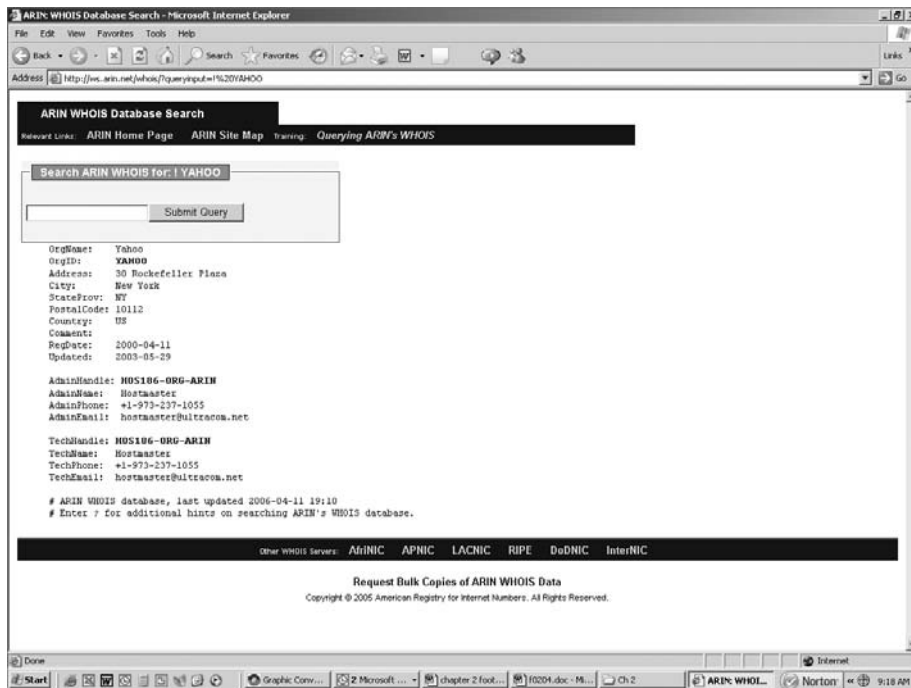 ARIN: WHOIS Database Search - Microsoft Internet Explorer
File Edit View Favorites Tools Help
Back Search Favorites Links
Address http://ws.arin.net/whois/?queryinput=!%20YAHOO Go
ARIN WHOIS Database Search
Relevant Links: ARIN Home Page ARIN Site Map Training: Querying ARIN's WHOIS
Search ARIN WHOIS for: ! YAHOO
Submit Query
OrgName: Yahoo
OrgID: YAHOO
Address: 30 Rockefeller Plaza
City: New York
StateProv: NY
PostalCode: 10112
Country: US
Comment:
RegDate: 2000-04-11
Updated: 2003-05-29
AdminHandle: HOS186-ORG-ARIN
AdminName: Hostmaster
AdminPhone: +1-973-237-1055
AdminEmail: hostmaster@ultracom.net
TechHandle: HOS186-ORG-ARIN
TechName: Hostmaster
TechPhone: +1-973-237-1055
TechEmail: hostmaster@ultracom.net
# ARIN WHOIS database, last updated 2006-04-11 19:10
# Enter ? for additional hints on searching ARIN's WHOIS database.
Other WHOIS Servers: AfriNIC APNIC LACNIC RIPE DoDNIC InterNIC
Request Bulk Copies of ARIN WHOIS Data
Copyright © 2005 American Registry for Internet Numbers. All Rights Reserved.
Done Internet
Start Graphic Conv... 2 Microsoft ... chapter 2 foot... f0204.doc - Mi... Ch 2 ARIN: WHOI... Norton 9:18 AM